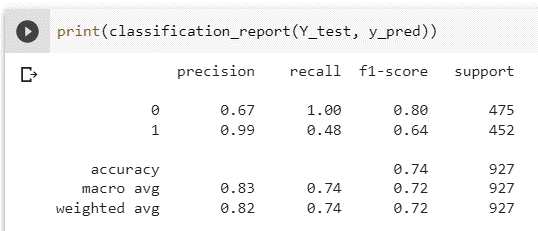 print(classification_report(Y_test, y_pred))
precision recall f1-score support
0 0.67 1.00 0.80 475
1 0.99 0.48 0.64 452
accuracy 0.74 927
macro avg 0.83 0.74 0.72 927
weighted avg 0.82 0.74 0.72 927